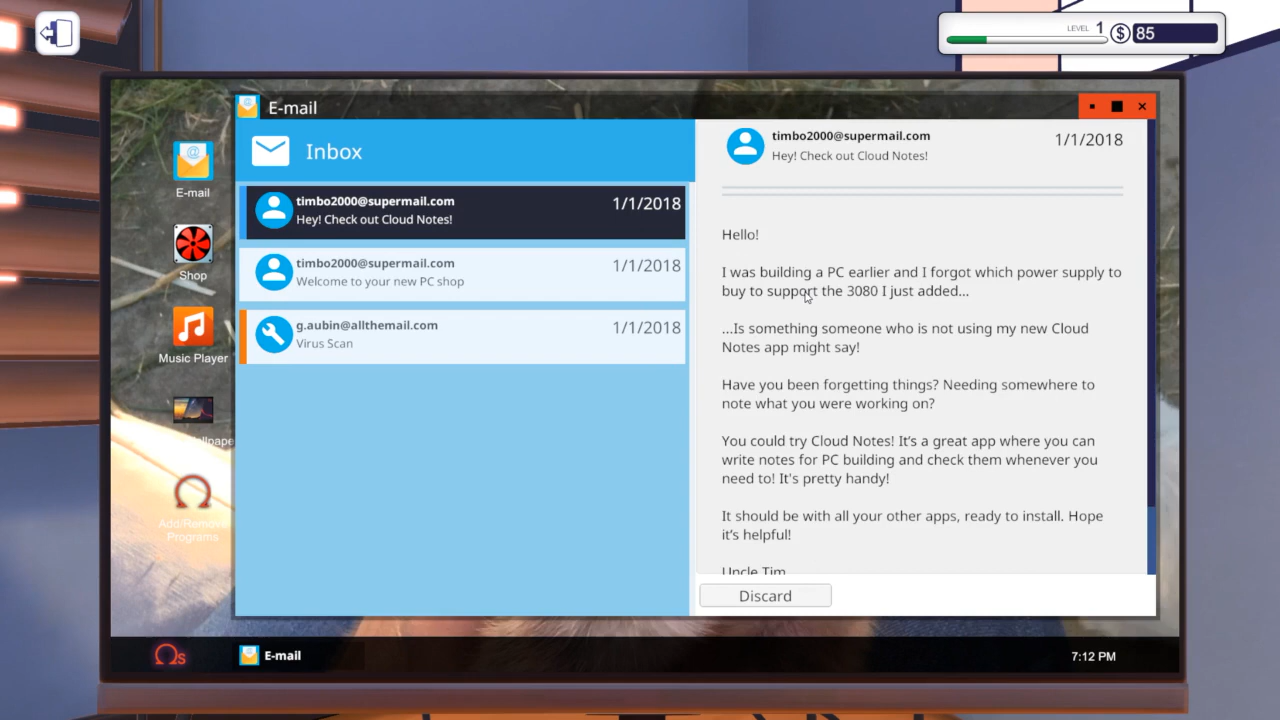 LEVEL 1 $ 85
E-mail
Inbox
timbo2000@supermail.com
1/1/2018
Hey! Check out Cloud Notes!
timbo2000@supermail.com
1/1/2018
Welcome to your new PC shop
g.aubin@allthemail.com
1/1/2018
Virus Scan
timbo2000@supermail.com
1/1/2018
Hey! Check out Cloud Notes!
Hello!
I was building a PC earlier and I forgot which power supply to
buy to support the 3080 I just added...
...Is something someone who is not using my new Cloud
Notes app might say!
Have you been forgetting things? Needing somewhere to
note what you were working on?
You could try Cloud Notes! It's a great app where you can
write notes for PC building and check them whenever you
need to! It's pretty handy!
It should be with all your other apps, ready to install. Hope
it's helpful!
Uncle Tim
Discard
E-mail
Shop
Music Player
Add/Remove
Programs
Ωs
E-mail
7:12 PM